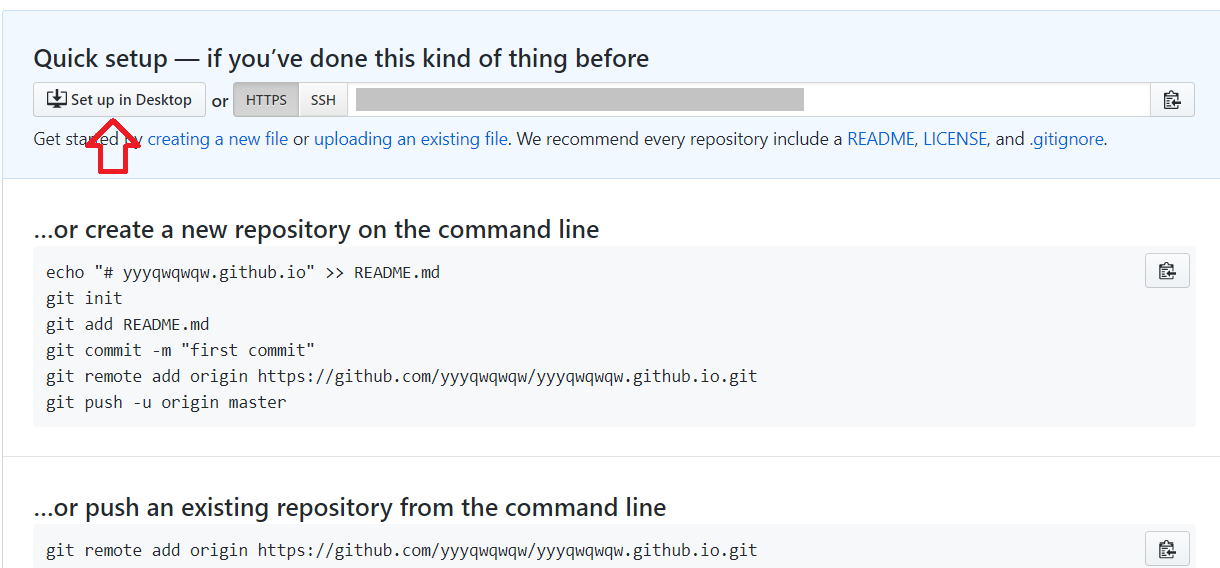 Quick setup — if you’ve done this kind of thing before
Set up in Desktop or HTTPS SSH
Get started by creating a new file or uploading an existing file. We recommend every repository include a README, LICENSE, and .gitignore.
…or create a new repository on the command line
echo "# yyyqwqwqw.github.io" >> README.md
git init
git add README.md
git commit -m "first commit"
git remote add origin https://github.com/yyyqwqwqw/yyyqwqwqw.github.io.git
git push -u origin master
…or push an existing repository from the command line
git remote add origin https://github.com/yyyqwqwqw/yyyqwqwqw.github.io.git